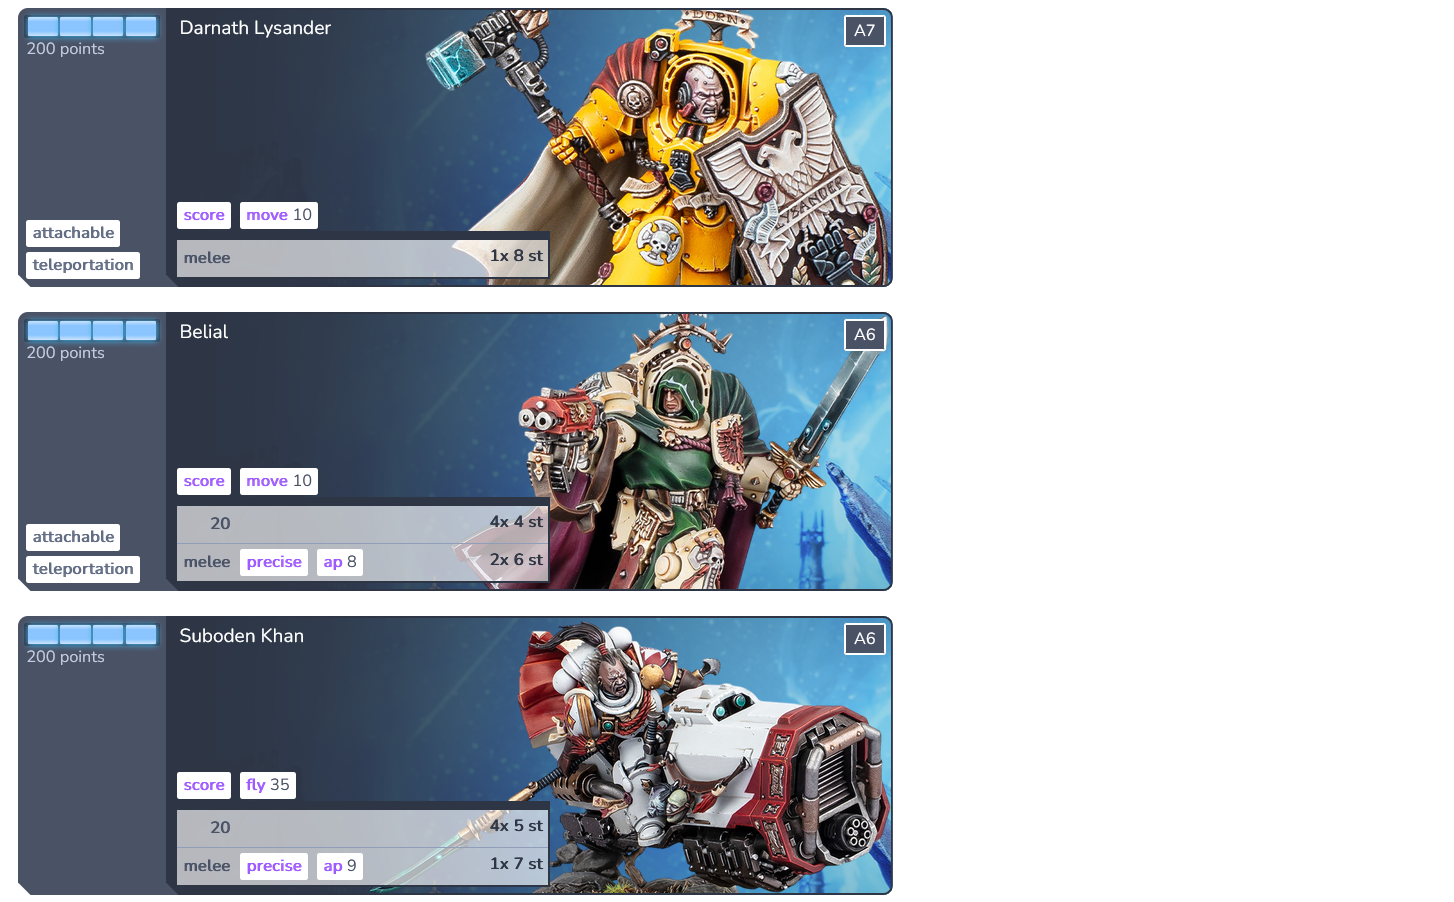 200 points
Darnath Lysander
A7
DORN
LYSANDER
score move 10
attachable
teleportation
melee 1x 8 st
200 points
Belial
A6
score move 10
20 4x 4 st
attachable
teleportation
melee precise ap 8 2x 6 st
200 points
Suboden Khan
A6
score fly 35
20 4x 5 st
melee precise ap 9 1x 7 st